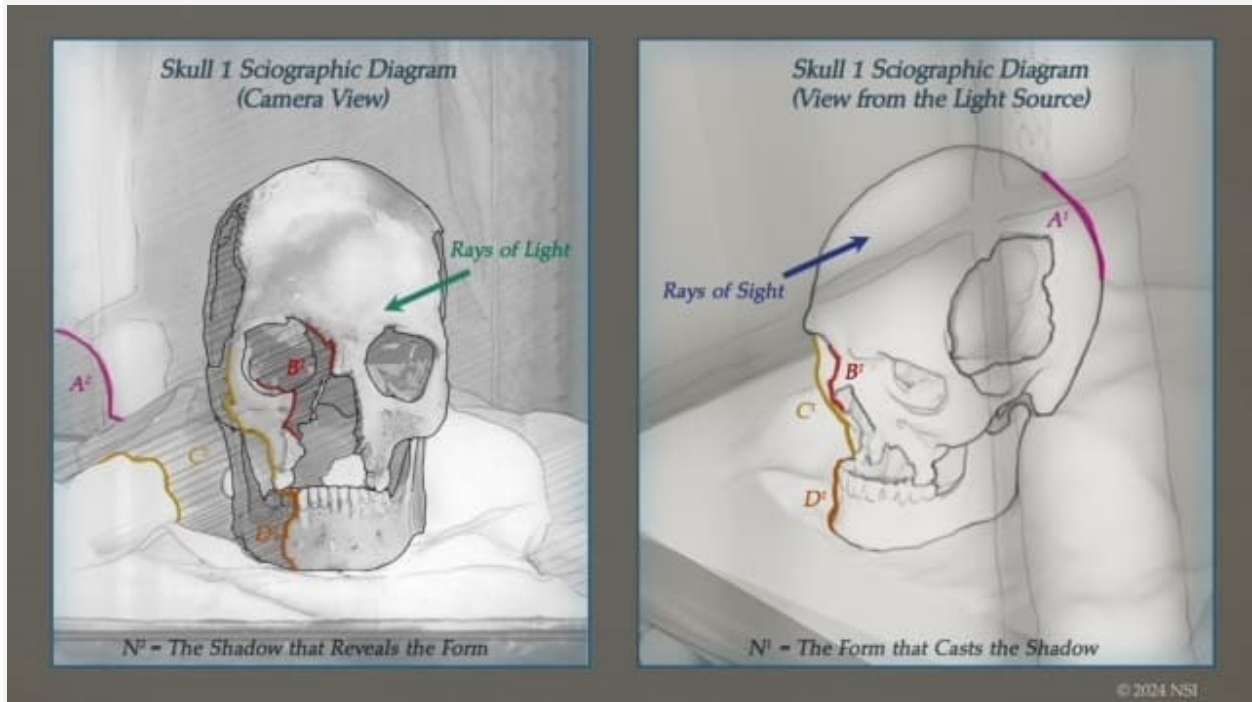 Skull 1 Sciographic Diagram
(Camera View)
Rays of Light
A²
B²
C²
D²
N² = The Shadow that Reveals the Form
Skull 1 Sciographic Diagram
(View from the Light Source)
A¹
Rays of Sight
B¹
C¹
D¹
N¹ = The Form that Casts the Shadow
© 2024 NSI